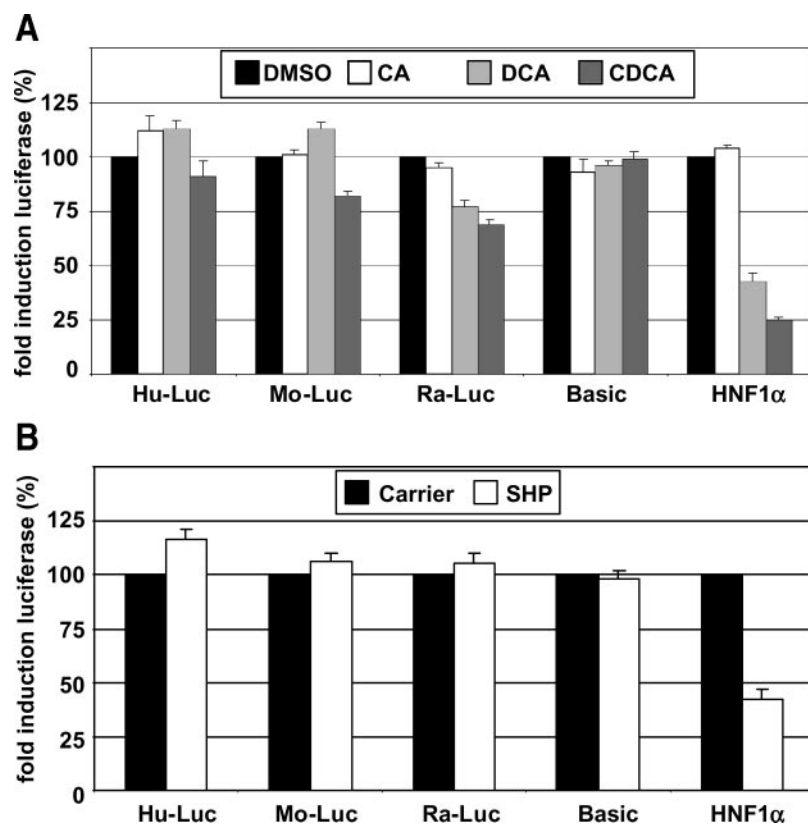 A
DMSO CA DCA CDCA
fold induction luciferase (%)
125
100
75
50
25
0
Hu-Luc Mo-Luc Ra-Luc Basic HNF1α
B
Carrier SHP
fold induction luciferase (%)
125
100
75
50
25
0
Hu-Luc Mo-Luc Ra-Luc Basic HNF1α